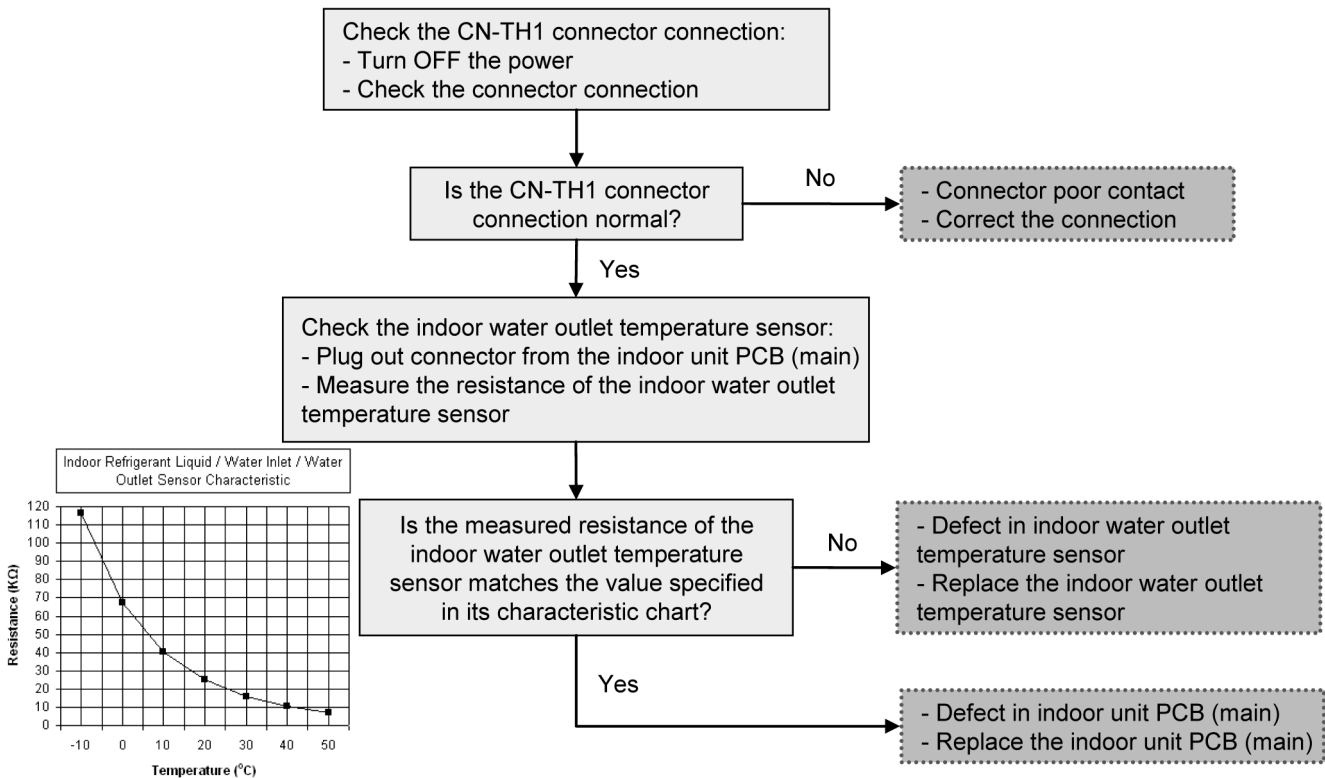 Check the CN-TH1 connector connection:
- Turn OFF the power
- Check the connector connection
Is the CN-TH1 connector
connection normal?
No
- Connector poor contact
- Correct the connection
Yes
Check the indoor water outlet temperature sensor:
- Plug out connector from the indoor unit PCB (main)
- Measure the resistance of the indoor water outlet
temperature sensor
Indoor Refrigerant Liquid / Water Inlet / Water
Outlet Sensor Characteristic
120
110
100
90
80
70
60
50
40
30
20
10
0
Resistance (KΩ)
-10 0 10 20 30 40 50
Temperature (°C)
Is the measured resistance of the
indoor water outlet temperature
sensor matches the value specified
in its characteristic chart?
No
- Defect in indoor water outlet
temperature sensor
- Replace the indoor water outlet
temperature sensor
Yes
- Defect in indoor unit PCB (main)
- Replace the indoor unit PCB (main)